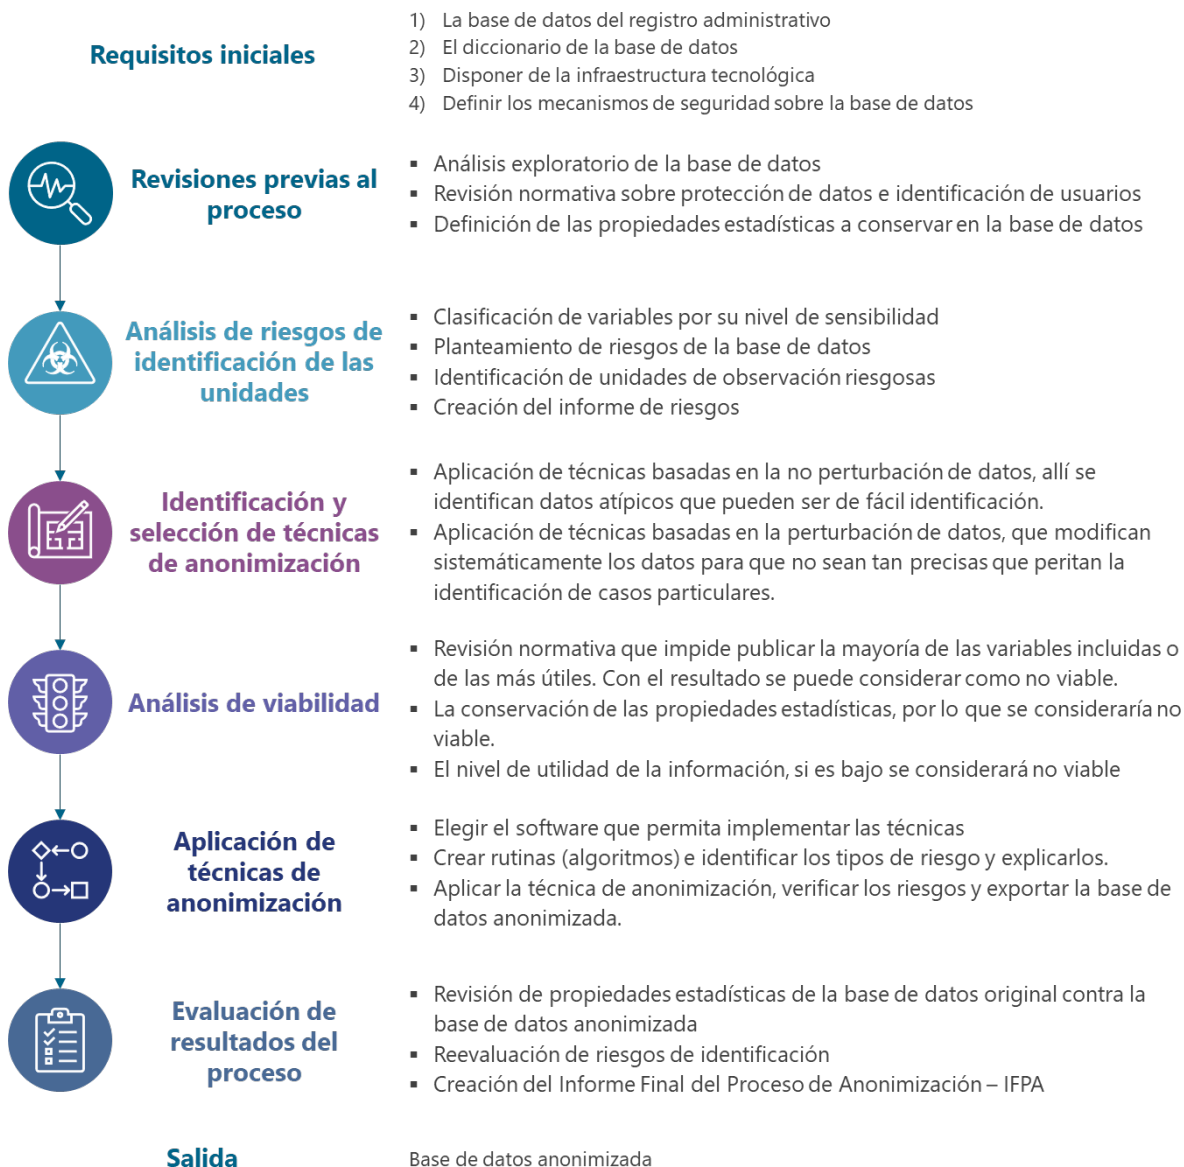 Requisitos iniciales
1) La base de datos del registro administrativo
2) El diccionario de la base de datos
3) Disponer de la infraestructura tecnológica
4) Definir los mecanismos de seguridad sobre la base de datos
Revisiones previas al
proceso
▪ Análisis exploratorio de la base de datos
▪ Revisión normativa sobre protección de datos e identificación de usuarios
▪ Definición de las propiedades estadísticas a conservar en la base de datos
Análisis de riesgos de
identificación de las
unidades
▪ Clasificación de variables por su nivel de sensibilidad
▪ Planteamiento de riesgos de la base de datos
▪ Identificación de unidades de observación riesgosas
▪ Creación del informe de riesgos
Identificación y
selección de técnicas
de anonimización
▪ Aplicación de técnicas basadas en la no perturbación de datos, allí se
identifican datos atípicos que pueden ser de fácil identificación.
▪ Aplicación de técnicas basadas en la perturbación de datos, que modifican
sistemáticamente los datos para que no sean tan precisas que peritan la
identificación de casos particulares.
Análisis de viabilidad
▪ Revisión normativa que impide publicar la mayoría de las variables incluidas o
de las más útiles. Con el resultado se puede considerar como no viable.
▪ La conservación de las propiedades estadísticas, por lo que se consideraría no
viable.
▪ El nivel de utilidad de la información, si es bajo se considerará no viable
Aplicación de
técnicas de
anonimización
▪ Elegir el software que permita implementar las técnicas
▪ Crear rutinas (algoritmos) e identificar los tipos de riesgo y explicarlos.
▪ Aplicar la técnica de anonimización, verificar los riesgos y exportar la base de
datos anonimizada.
Evaluación de
resultados del
proceso
▪ Revisión de propiedades estadísticas de la base de datos original contra la
base de datos anonimizada
▪ Reevaluación de riesgos de identificación
▪ Creación del Informe Final del Proceso de Anonimización – IFPA
Salida
Base de datos anonimizada